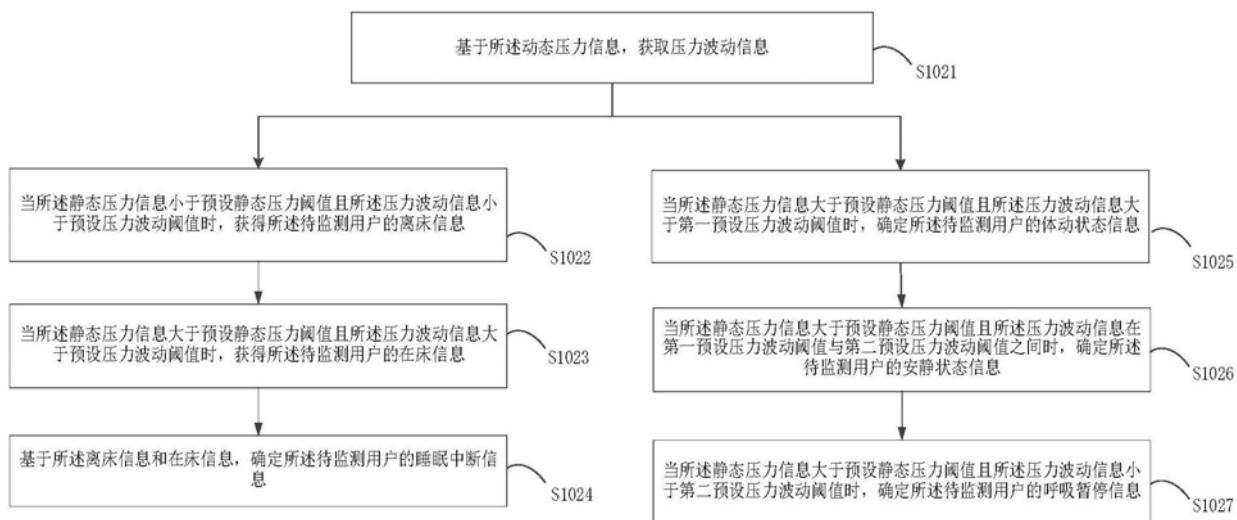 基于所述动态压力信息，获取压力波动信息
S1021
当所述静态压力信息小于预设静态压力阈值且所述压力波动信息小
于预设压力波动阈值时，获得所述待监测用户的离床信息
S1022
当所述静态压力信息大于预设静态压力阈值且所述压力波动信息大
于预设压力波动阈值时，获得所述待监测用户的在床信息
S1023
基于所述离床信息和在床信息，确定所述待监测用户的睡眠中断信
息
S1024
当所述静态压力信息大于预设静态压力阈值且所述压力波动信息大
于第一预设压力波动阈值时，确定所述待监测用户的体动状态信息
S1025
当所述静态压力信息大于预设静态压力阈值且所述压力波动信息在
第一预设压力波动阈值与第二预设压力波动阈值之间时，确定所述
待监测用户的安静状态信息
S1026
当所述静态压力信息大于预设静态压力阈值且所述压力波动信息小
于第二预设压力波动阈值时，确定所述待监测用户的呼吸暂停信息
S1027